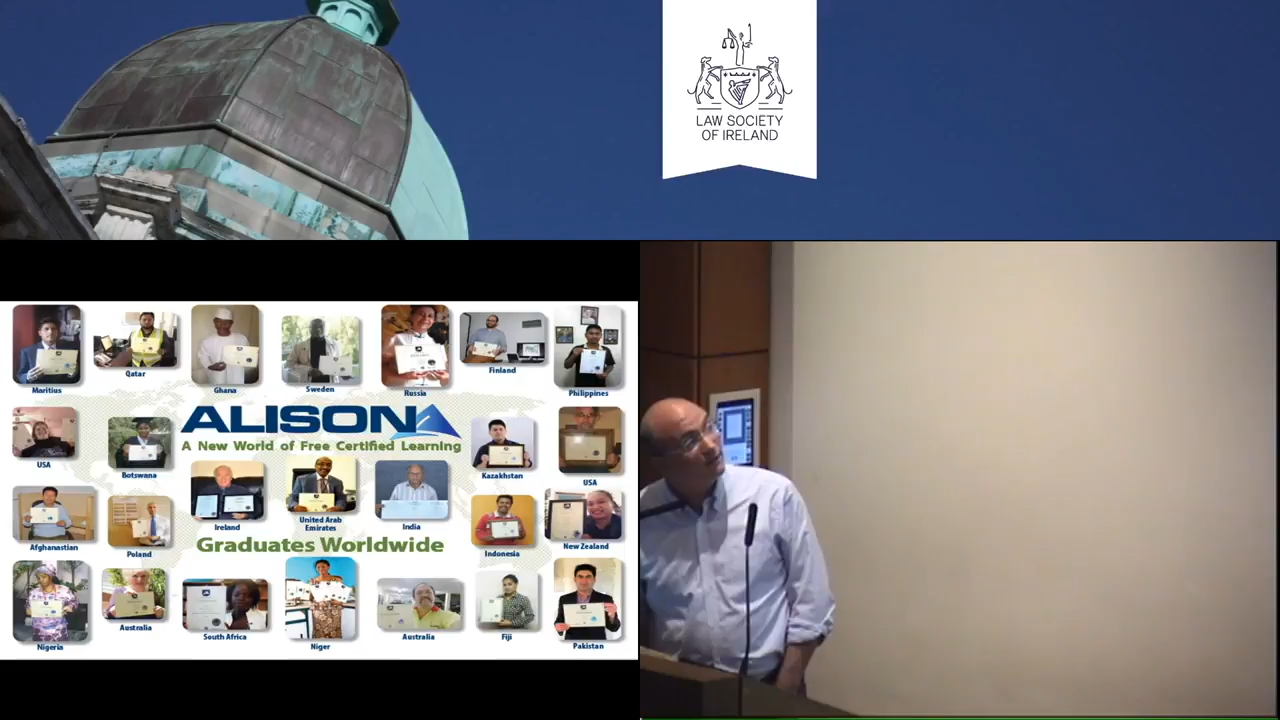 LAW SOCIETY
OF IRELAND
Maritius
Qatar
Ghana
Sweden
Russia
Finland
Philippines
ALISON
A New World of Free Certified Learning
USA
Botswana
Kazakhstan
USA
Ireland
United Arab
Emirates
India
Afghanastian
Poland
Indonesia
New Zealand
Graduates Worldwide
Nigeria
Australia
South Africa
Niger
Australia
Fiji
Pakistan